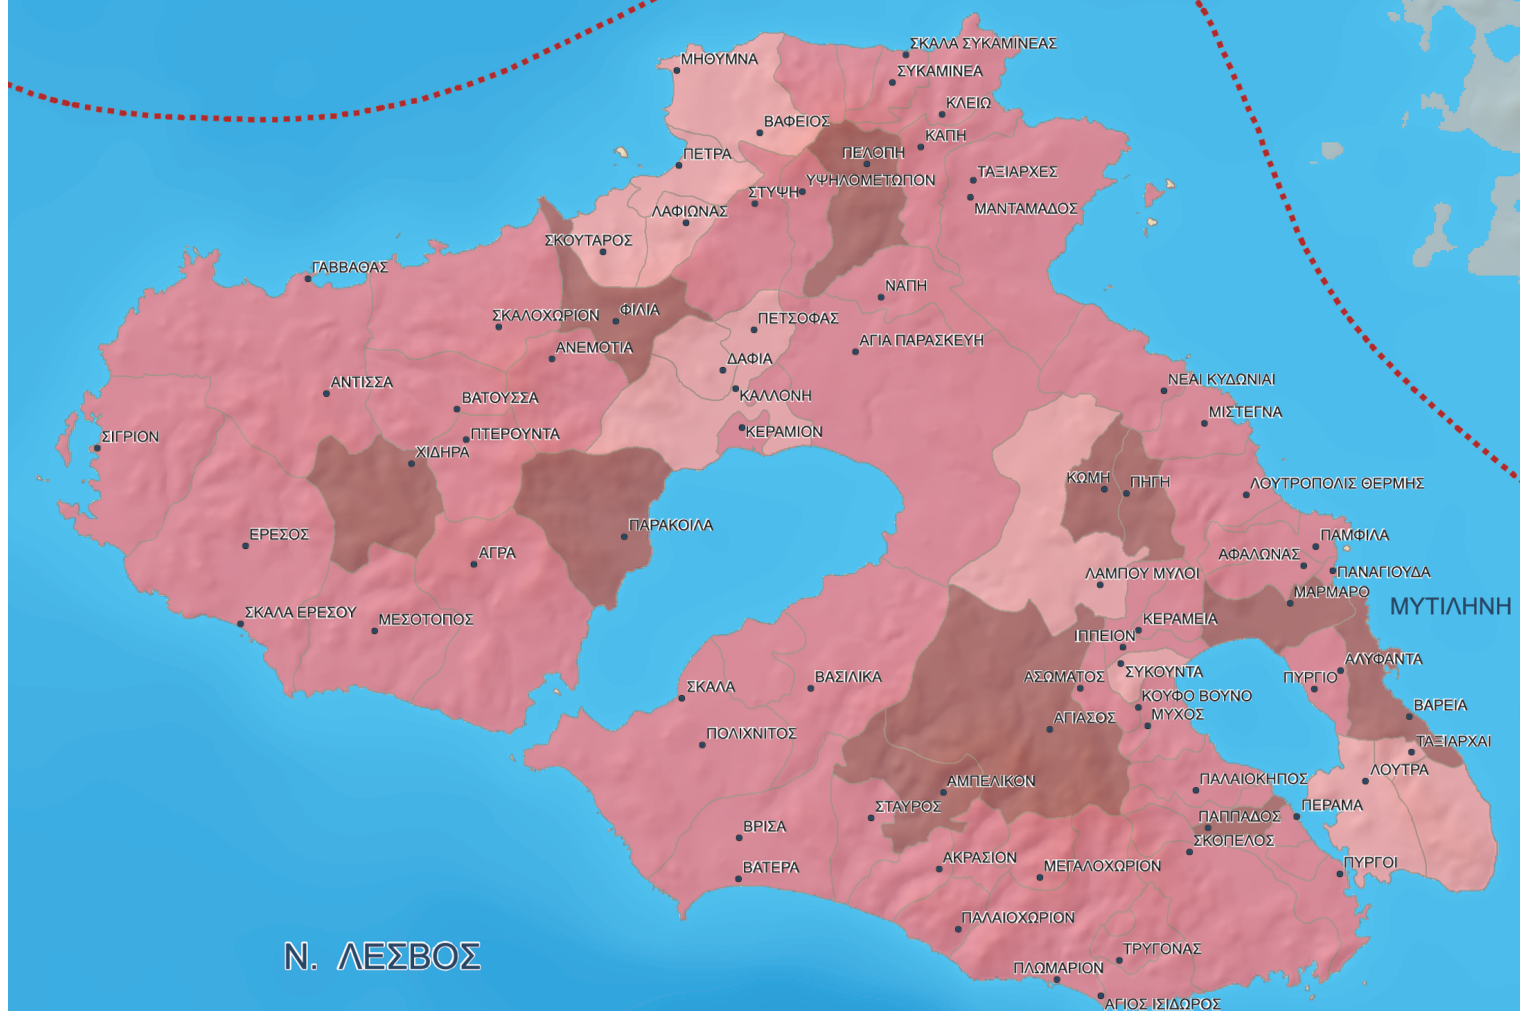 ΣΚΑΛΑ ΣΥΚΑΜΙΝΕΑΣ
ΜΗΘΥΜΝΑ
ΣΥΚΑΜΙΝΕΑ
ΚΛΕΙΩ
ΒΑΦΕΙΟΣ
ΚΑΠΗ
ΠΕΤΡΑ
ΠΕΛΟΠΗ
ΤΑΞΙΑΡΧΕΣ
ΥΨΗΛΟΜΕΤΩΠΟΝ
ΣΤΥΨΗ
ΛΑΦΙΩΝΑΣ
ΜΑΝΤΑΜΑΔΟΣ
ΣΚΟΥΤΑΡΟΣ
ΓΑΒΒΑΘΑΣ
ΝΑΠΗ
ΦΙΛΙΑ
ΣΚΑΛΟΧΩΡΙΟΝ
ΠΕΤΣΟΦΑΣ
ΑΓΙΑ ΠΑΡΑΣΚΕΥΗ
ΑΝΕΜΟΤΙΑ
ΔΑΦΙΑ
ΝΕΑΙ ΚΥΔΩΝΙΑΙ
ΑΝΤΙΣΣΑ
ΚΑΛΛΟΝΗ
ΒΑΤΟΥΣΣΑ
ΜΙΣΤΕΓΝΑ
ΚΕΡΑΜΙΟΝ
ΠΤΕΡΟΥΝΤΑ
ΣΙΓΡΙΟΝ
ΧΙΔΗΡΑ
ΚΩΜΗ
ΠΗΓΗ
ΛΟΥΤΡΟΠΟΛΙΣ ΘΕΡΜΗΣ
ΠΑΡΑΚΟΙΛΑ
ΕΡΕΣΟΣ
ΠΑΜΦΙΛΑ
ΑΓΡΑ
ΑΦΑΛΩΝΑΣ
ΛΑΜΠΟΥ ΜΥΛΟΙ
ΠΑΝΑΓΙΟΥΔΑ
ΜΑΡΜΑΡΟ
ΜΥΤΙΛΗΝΗ
ΣΚΑΛΑ ΕΡΕΣΟΥ
ΜΕΣΟΤΟΠΟΣ
ΚΕΡΑΜΕΙΑ
ΙΠΠΕΙΟΝ
ΑΛΥΦΑΝΤΑ
ΣΥΚΟΥΝΤΑ
ΑΣΩΜΑΤΟΣ
ΒΑΣΙΛΙΚΑ
ΠΥΡΓΙΟ
ΣΚΑΛΑ
ΚΟΥΦΟ ΒΟΥΝΟ
ΒΑΡΕΙΑ
ΜΥΧΟΣ
ΑΓΙΑΣΟΣ
ΠΟΛΙΧΝΙΤΟΣ
ΤΑΞΙΑΡΧΑΙ
ΛΟΥΤΡΑ
ΑΜΠΕΛΙΚΟΝ
ΠΑΛΑΙΟΚΗΠΟΣ
ΣΤΑΥΡΟΣ
ΠΕΡΑΜΑ
ΠΑΠΠΑΔΟΣ
ΒΡΙΣΑ
ΣΚΟΠΕΛΟΣ
ΑΚΡΑΣΙΟΝ
ΠΥΡΓΟΙ
ΒΑΤΕΡΑ
ΜΕΓΑΛΟΧΩΡΙΟΝ
ΠΑΛΑΙΟΧΩΡΙΟΝ
ΤΡΥΓΟΝΑΣ
Ν. ΛΕΣΒΟΣ
ΠΛΩΜΑΡΙΟΝ
ΑΓΙΟΣ ΙΣΙΔΩΡΟΣ